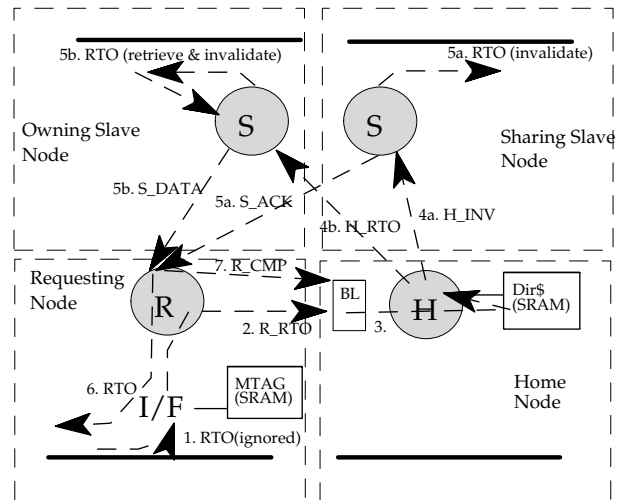 5b. RTO (retrieve & invalidate)
5a. RTO (invalidate)
S
S
Owning Slave
Node
Sharing Slave
Node
5b. S_DATA
5a. S_ACK
4b. H_RTO
4a. H_INV
Requesting
Node
7. R_CMP
R
BL
H
Dir$
(SRAM)
2. R_RTO
3.
6. RTO
MTAG
(SRAM)
I/F
Home
Node
1. RTO(ignored)